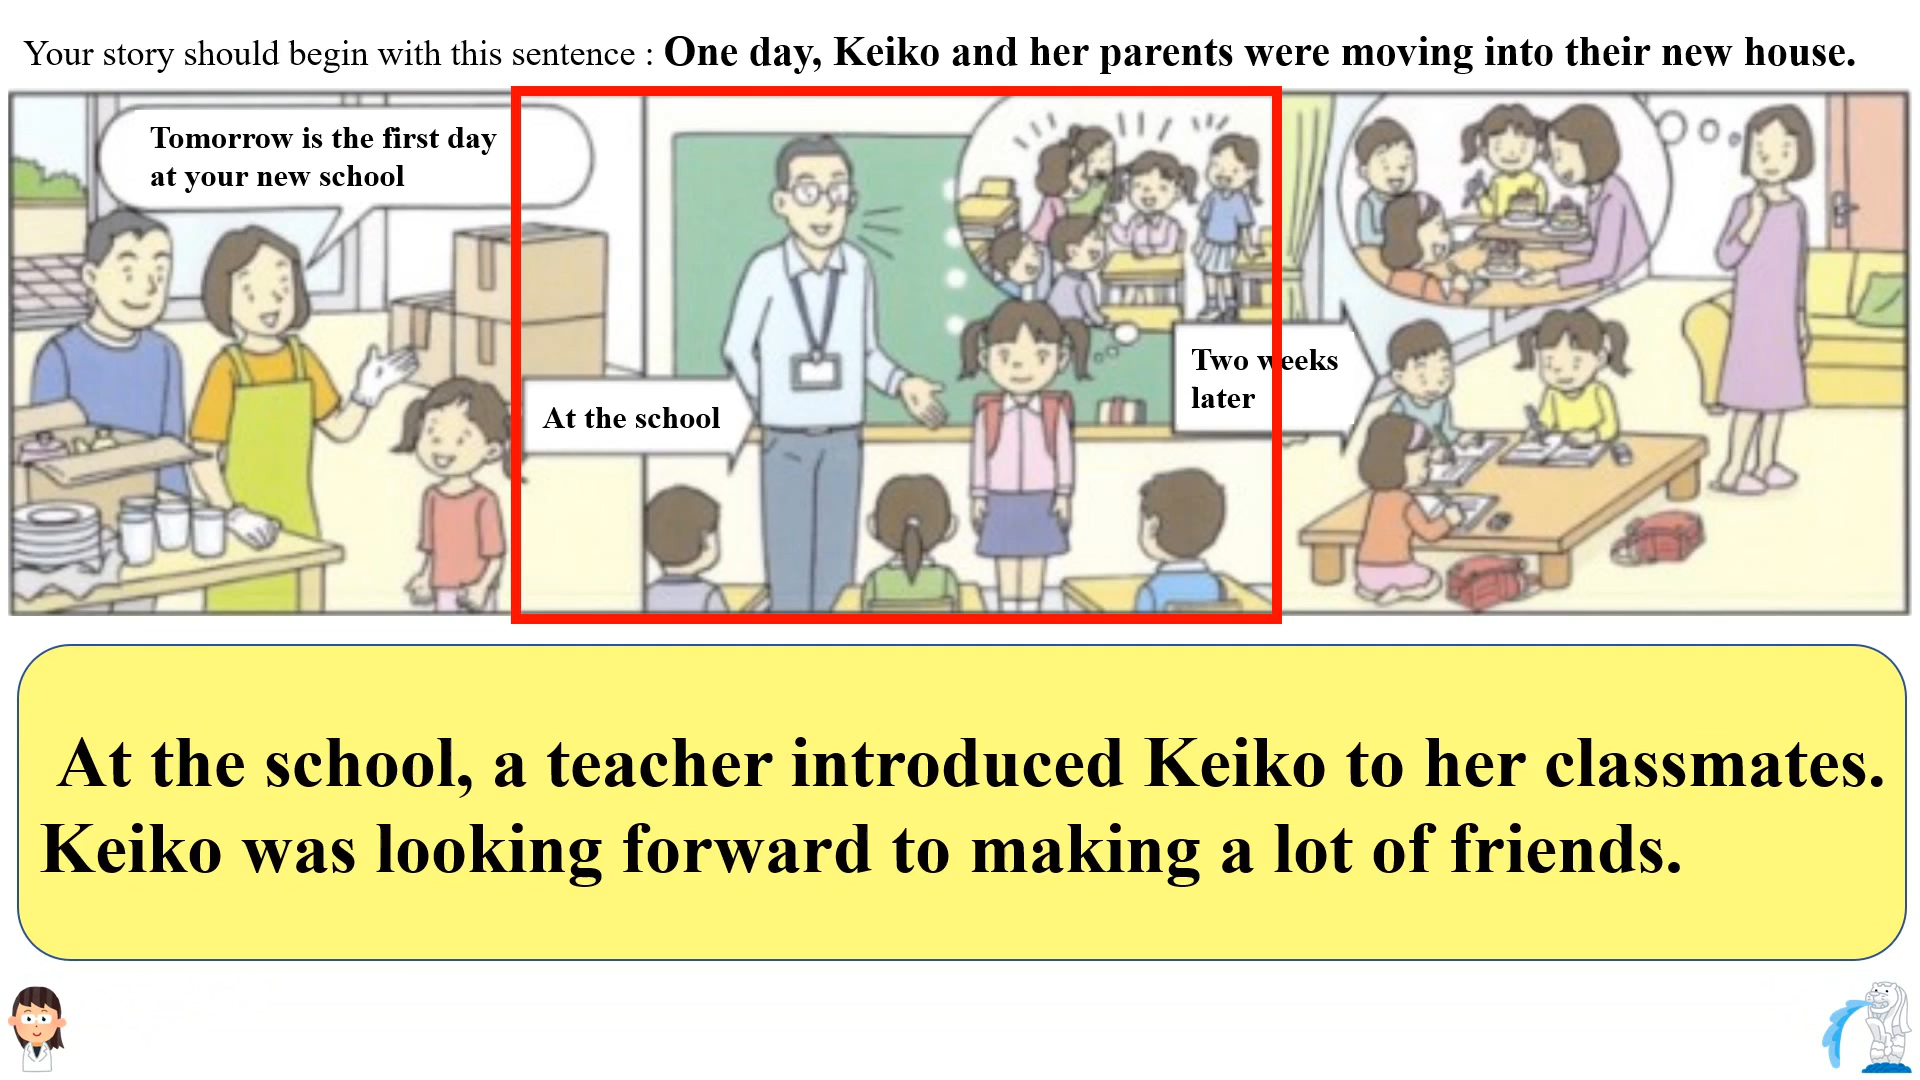 Your story should begin with this sentence : One day, Keiko and her parents were moving into their new house.
Tomorrow is the first day
at your new school
At the school
Two weeks
later
At the school, a teacher introduced Keiko to her classmates.
Keiko was looking forward to making a lot of friends.